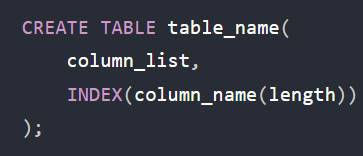 CREATE TABLE table_name(
    column_list,
    INDEX(column_name(length))
);